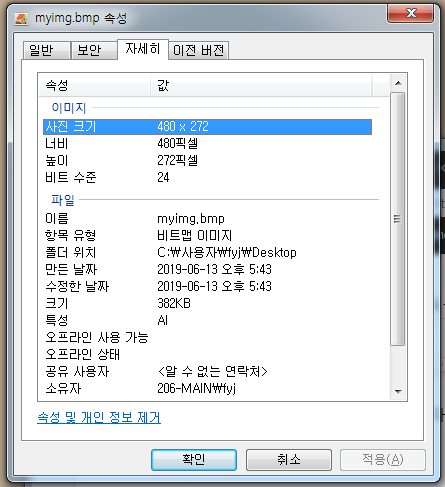 myimg.bmp 속성
일반 보안 자세히 이전 버전
속성 값
이미지
사진 크기 480 x 272
너비 480픽셀
높이 272픽셀
비트 수준 24
파일
이름 myimg.bmp
항목 유형 비트맵 이미지
폴더 위치 C:₩사용자₩fyj₩Desktop
만든 날짜 2019-06-13 오후 5:43
수정한 날짜 2019-06-13 오후 5:43
크기 382KB
특성 AI
오프라인 사용 가능
오프라인 상태
공유 사용자 <알 수 없는 연락처>
소유자 206-MAIN₩fyj
속성 및 개인 정보 제거
확인 취소 적용(A)